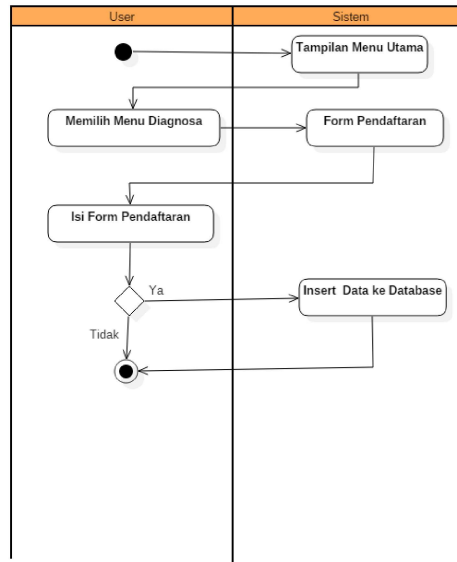 User
Sistem
Tampilan Menu Utama
Memilih Menu Diagnosa
Form Pendaftaran
Isi Form Pendaftaran
Ya
Insert Data ke Database
Tidak